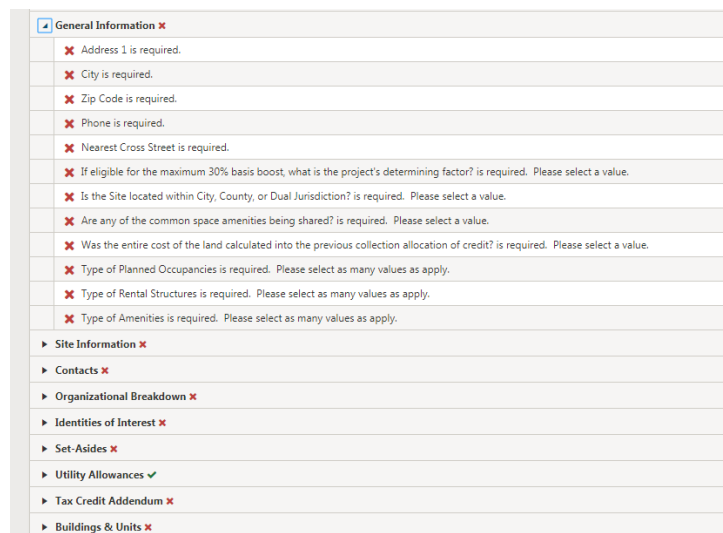 General Information
Address 1 is required.
City is required.
Zip Code is required.
Phone is required.
Nearest Cross Street is required.
If eligible for the maximum 30% basis boost, what is the project's determining factor? is required.  Please select a value.
Is the Site located within City, County, or Dual Jurisdiction? is required.  Please select a value.
Are any of the common space amenities being shared? is required.  Please select a value.
Was the entire cost of the land calculated into the previous collection allocation of credit? is required.  Please select a value.
Type of Planned Occupancies is required.  Please select as many values as apply.
Type of Rental Structures is required.  Please select as many values as apply.
Type of Amenities is required.  Please select as many values as apply.
Site Information
Contacts
Organizational Breakdown
Identities of Interest
Set-Asides
Utility Allowances
Tax Credit Addendum
Buildings & Units